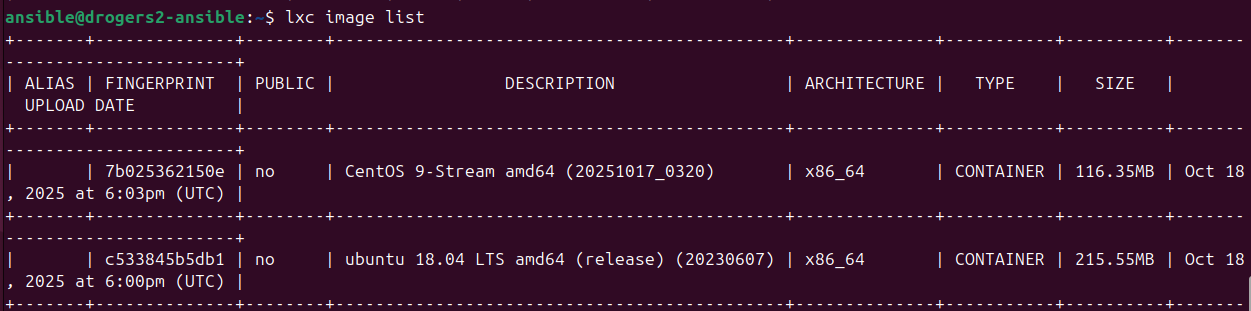 ansible@drogers2-ansible:~$ lxc image list
+-------+--------------+--------+---------------------------------------------+--------------+-----------+----------+-------
-----------------------+
| ALIAS | FINGERPRINT  | PUBLIC |                 DESCRIPTION                 | ARCHITECTURE |   TYPE    |   SIZE   |
  UPLOAD DATE          |
+-------+--------------+--------+---------------------------------------------+--------------+-----------+----------+-------
-----------------------+
|       | 7b025362150e | no     | CentOS 9-Stream amd64 (20251017_0320)       | x86_64       | CONTAINER | 116.35MB | Oct 18
, 2025 at 6:03pm (UTC) |
+-------+--------------+--------+---------------------------------------------+--------------+-----------+----------+-------
-----------------------+
|       | c533845b5db1 | no     | ubuntu 18.04 LTS amd64 (release) (20230607) | x86_64       | CONTAINER | 215.55MB | Oct 18
, 2025 at 6:00pm (UTC) |
+-------+--------------+--------+---------------------------------------------+--------------+-----------+----------+-------